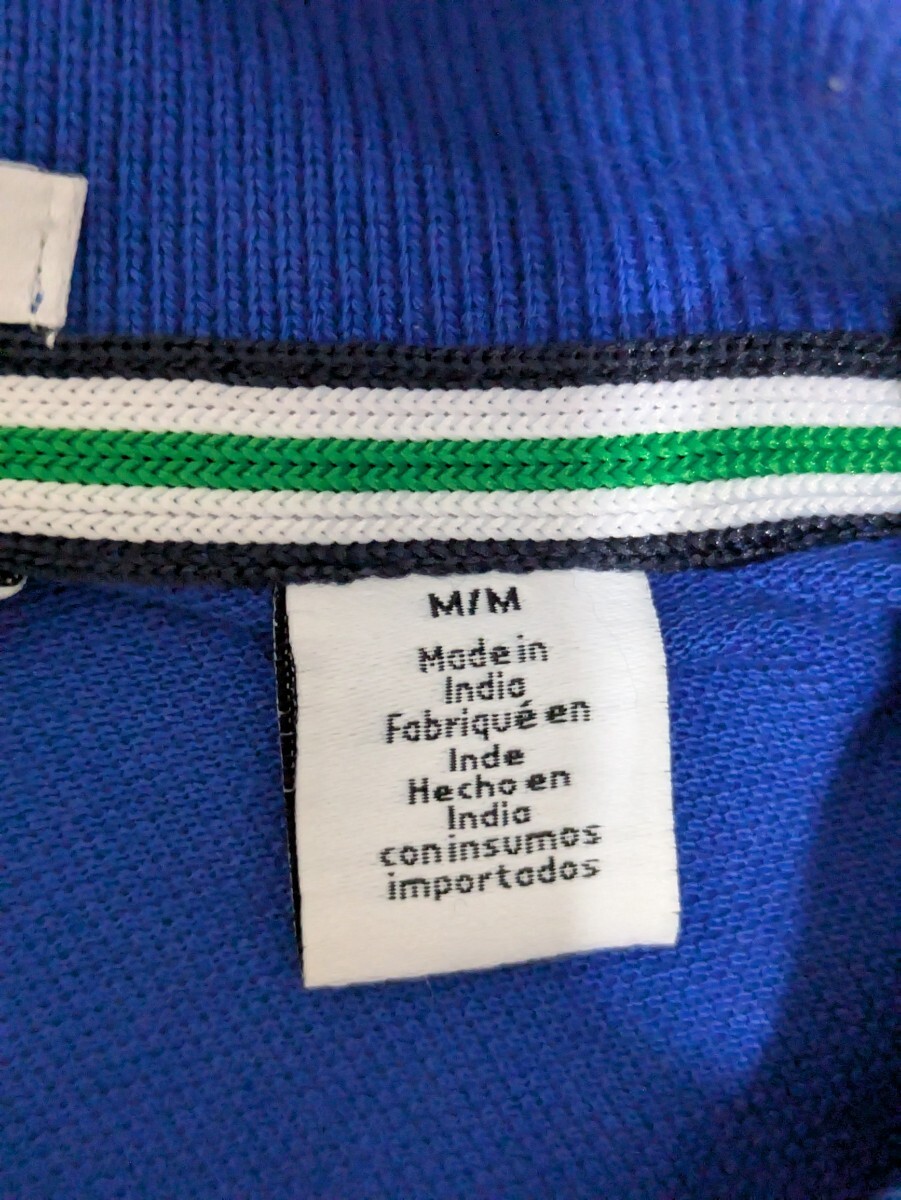 M/M
Made in
India
Fabriqué en
Inde
Hecho en
India
con insumos
importados